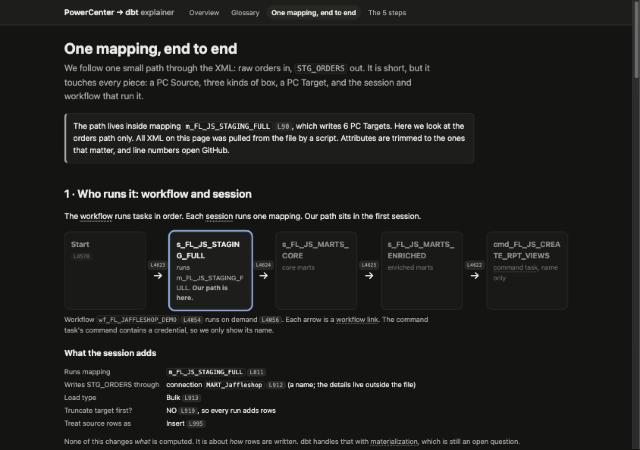 PowerCenter → dbt explainer Overview Glossary One mapping, end to end The 5 steps
One mapping, end to end
We follow one small path through the XML: raw orders in, STG_ORDERS out. It is short, but it
touches every piece: a PC Source, three kinds of box, a PC Target, and the session and
workflow that run it.
The path lives inside mapping m_FL_JS_STAGING_FULL L90, which writes 6 PC Targets. Here we look at the
orders path only. All XML on this page was pulled from the file by a script. Attributes are trimmed to the ones
that matter, and line numbers open GitHub.
1 · Who runs it: workflow and session
The workflow runs tasks in order. Each session runs one mapping. Our path sits in the first session.
Start
L4570
L4623
→
s_FL_JS_STAGIN
G_FULL
runs
m_FL_JS_STAGING_F
ULL. Our path is
here.
L4624
→
s_FL_JS_MARTS_
CORE
core marts
L4625
→
s_FL_JS_MARTS_
ENRICHED
enriched marts
L4622
→
cmd_FL_JS_CREA
TE_RPT_VIEWS
command task, name
only
Workflow wf_FL_JAFFLESHOP_DEMO L4054 runs on demand L4056. Each arrow is a workflow link. The command
task's command contains a credential, so we only show its name.
What the session adds
Runs mapping m_FL_JS_STAGING_FULL L811
Writes STG_ORDERS through connection MART_Jaffleshop L912 (a name; the details live outside the file)
Load type Bulk L913
Truncate target first? NO L919, so every run adds rows
Treat source rows as Insert L995
None of this changes what is computed. It is about how rows are written. dbt handles that with materialization, which is still an open question.